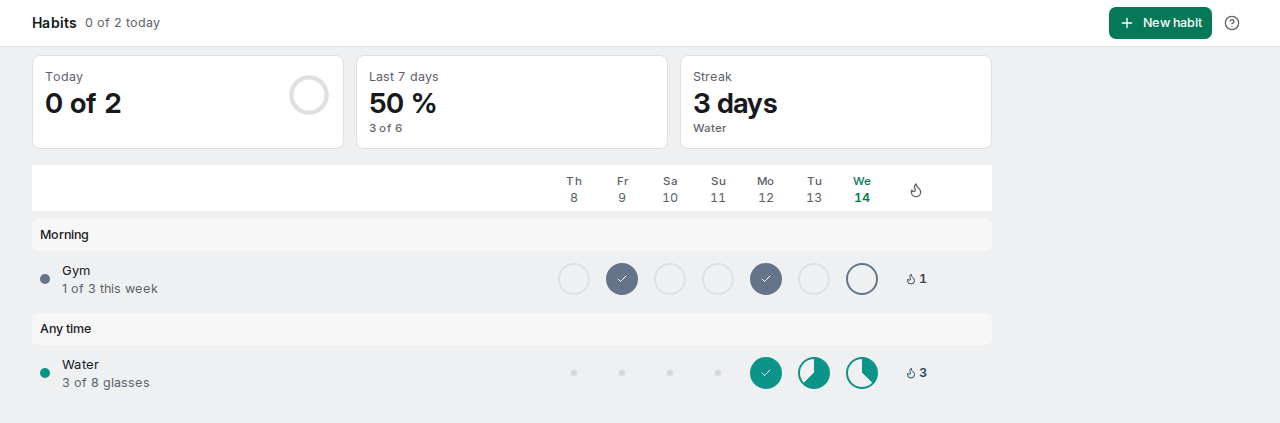 Habits 0 of 2 today
New habit
Today
0 of 2
Last 7 days
50 %
3 of 6
Streak
3 days
Water
Th Fr Sa Su Mo Tu We
8 9 10 11 12 13 14
Morning
Gym
1 of 3 this week
1
Any time
Water
3 of 8 glasses
3